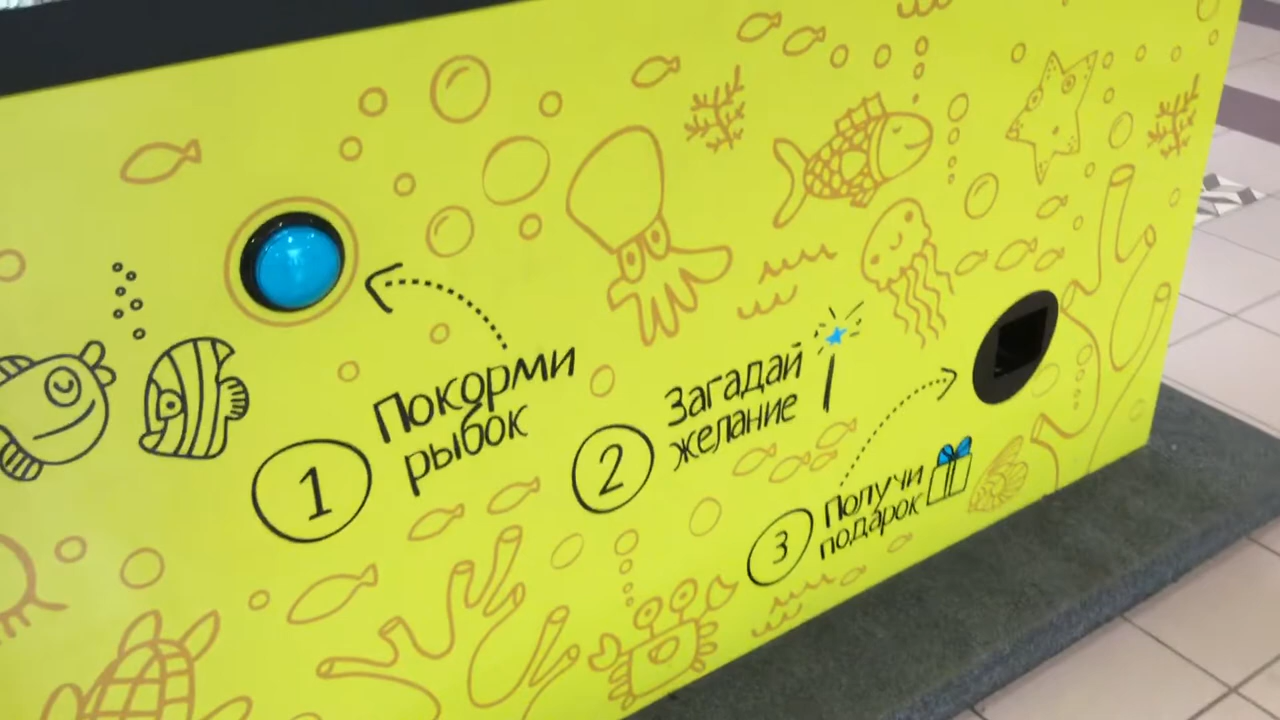 1
Покорми
рыбок
2
Загадай
желание
3
Получи
подарок